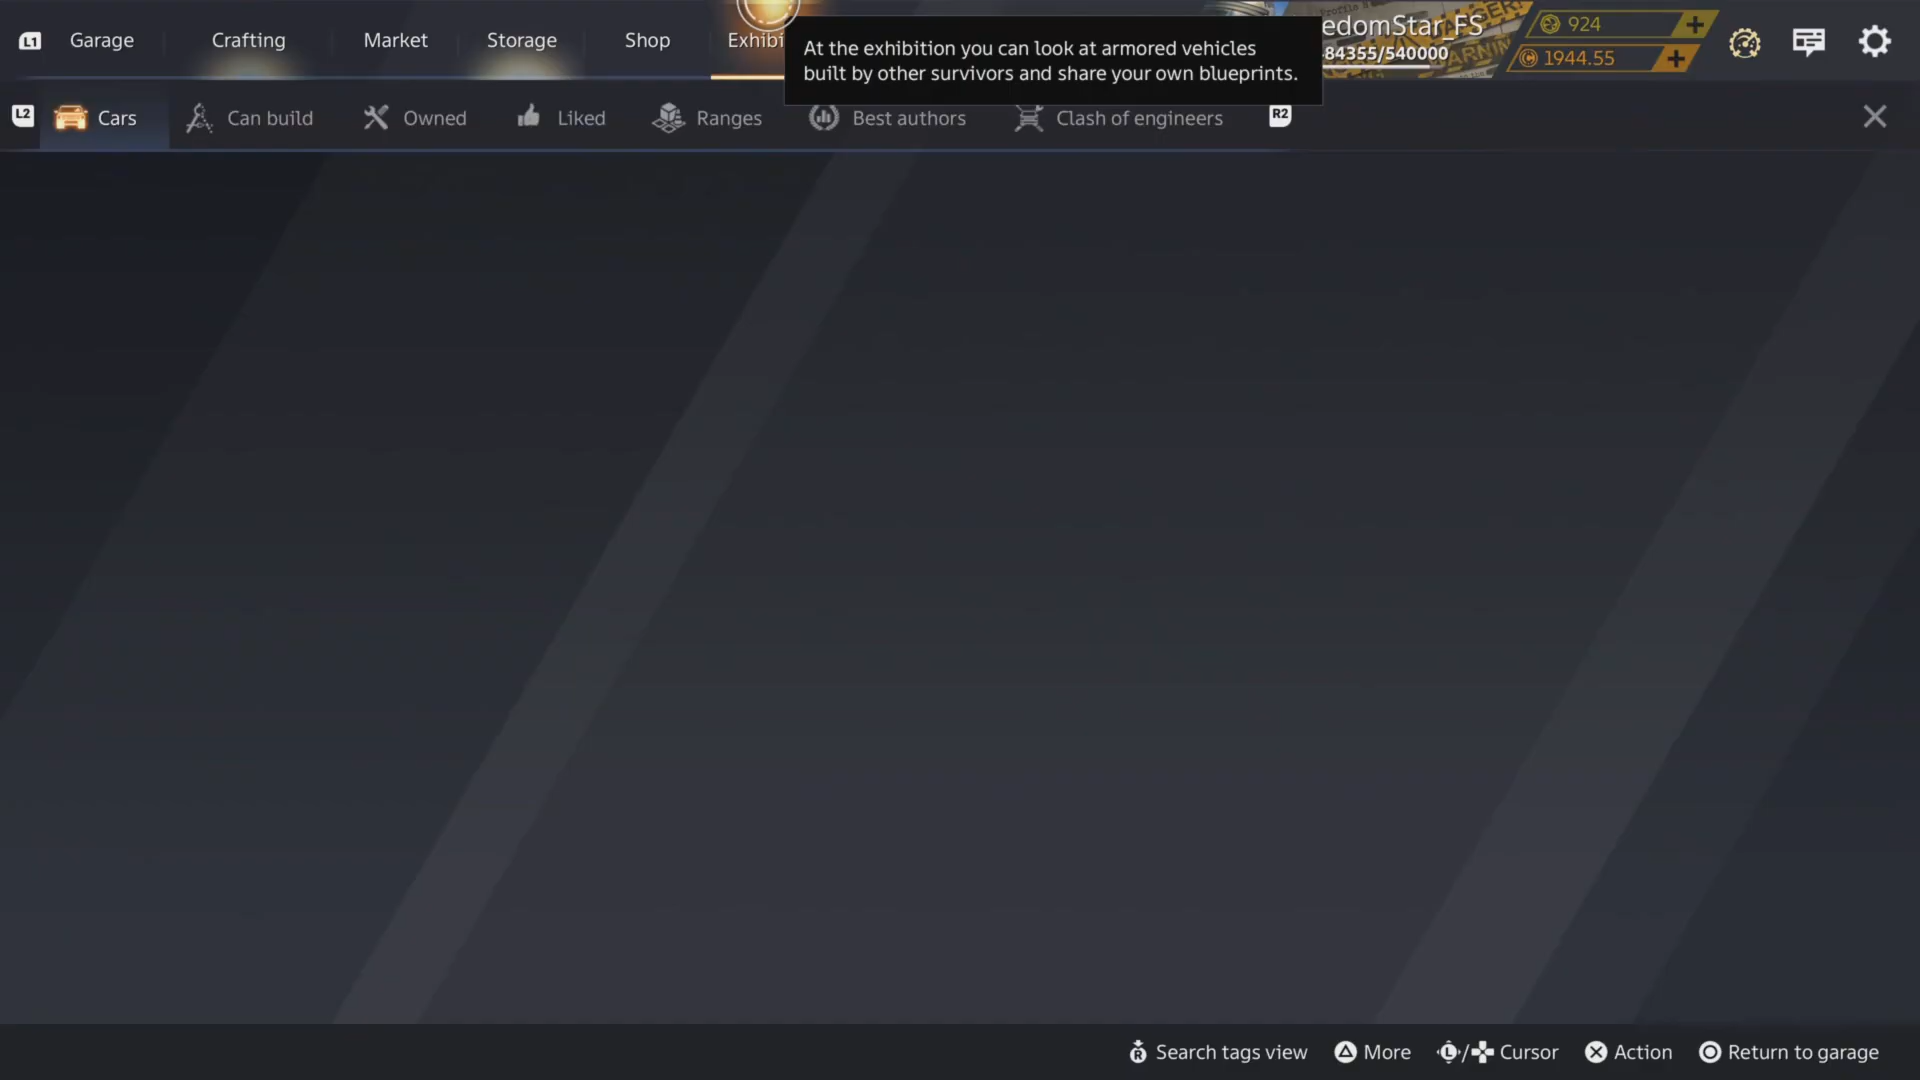 L1 Garage Crafting Market Storage Shop Exhibi
At the exhibition you can look at armored vehicles
built by other survivors and share your own blueprints.
edomStar_FS
84355/540000
924
1944.55
L2 Cars Can build Owned Liked Ranges Best authors Clash of engineers R2
R Search tags view More L/ Cursor Action Return to garage